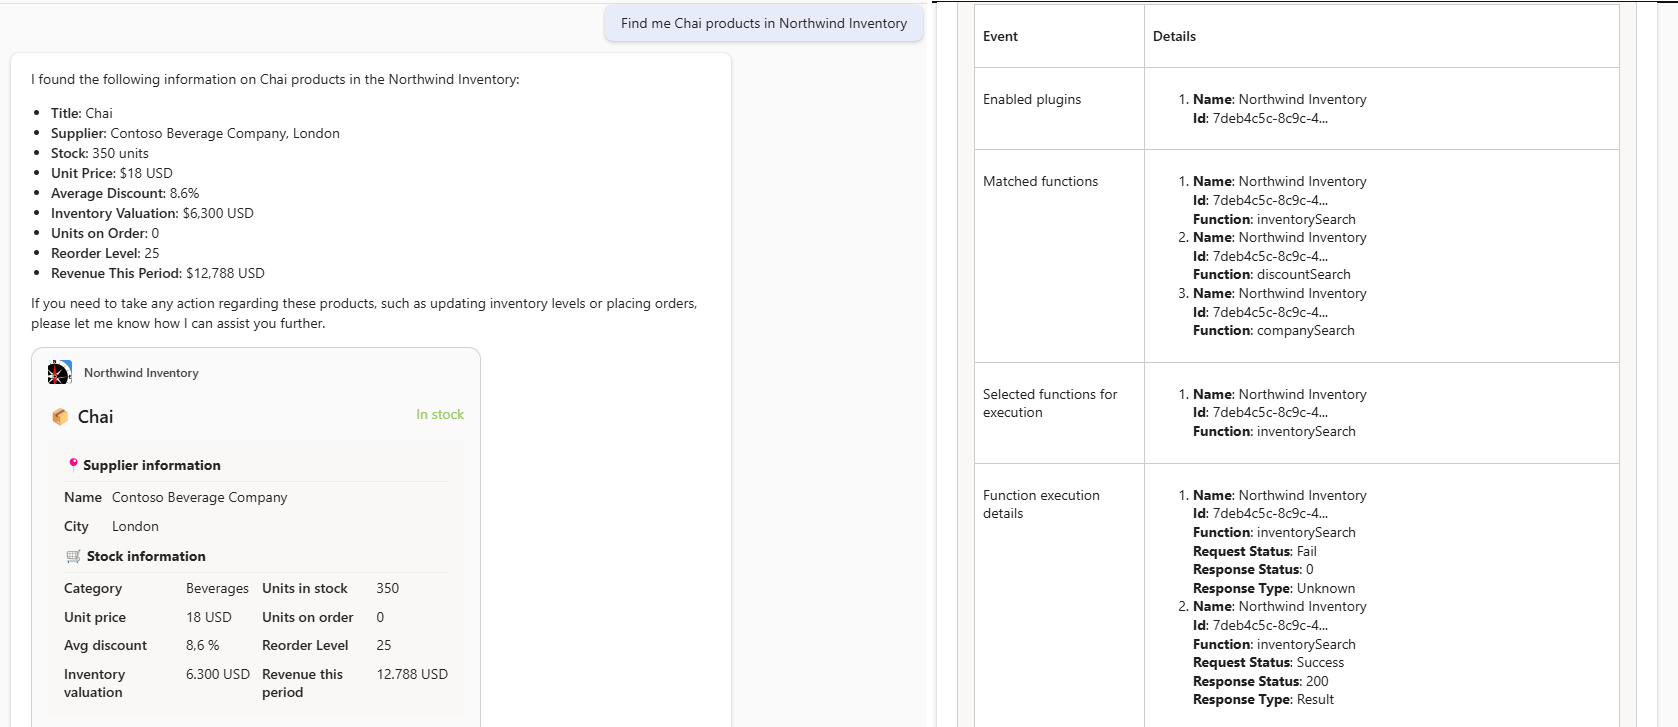 Find me Chai products in Northwind Inventory
I found the following information on Chai products in the Northwind Inventory:
Title: Chai
Supplier: Contoso Beverage Company, London
Stock: 350 units
Unit Price: $18 USD
Average Discount: 8.6%
Inventory Valuation: $6,300 USD
Units on Order: 0
Reorder Level: 25
Revenue This Period: $12,788 USD
If you need to take any action regarding these products, such as updating inventory levels or placing orders,
please let me know how I can assist you further.
Northwind Inventory
Chai
In stock
Supplier information
Name Contoso Beverage Company
City London
Stock information
Category Beverages Units in stock 350
Unit price 18 USD Units on order 0
Avg discount 8,6 % Reorder Level 25
Inventory 6.300 USD Revenue this 12.788 USD
valuation period
Event Details
Enabled plugins
1. Name: Northwind Inventory
Id: 7deb4c5c-8c9c-4...
Matched functions
1. Name: Northwind Inventory
Id: 7deb4c5c-8c9c-4...
Function: inventorySearch
2. Name: Northwind Inventory
Id: 7deb4c5c-8c9c-4...
Function: discountSearch
3. Name: Northwind Inventory
Id: 7deb4c5c-8c9c-4...
Function: companySearch
Selected functions for
execution
1. Name: Northwind Inventory
Id: 7deb4c5c-8c9c-4...
Function: inventorySearch
Function execution
details
1. Name: Northwind Inventory
Id: 7deb4c5c-8c9c-4...
Function: inventorySearch
Request Status: Fail
Response Status: 0
Response Type: Unknown
2. Name: Northwind Inventory
Id: 7deb4c5c-8c9c-4...
Function: inventorySearch
Request Status: Success
Response Status: 200
Response Type: Result